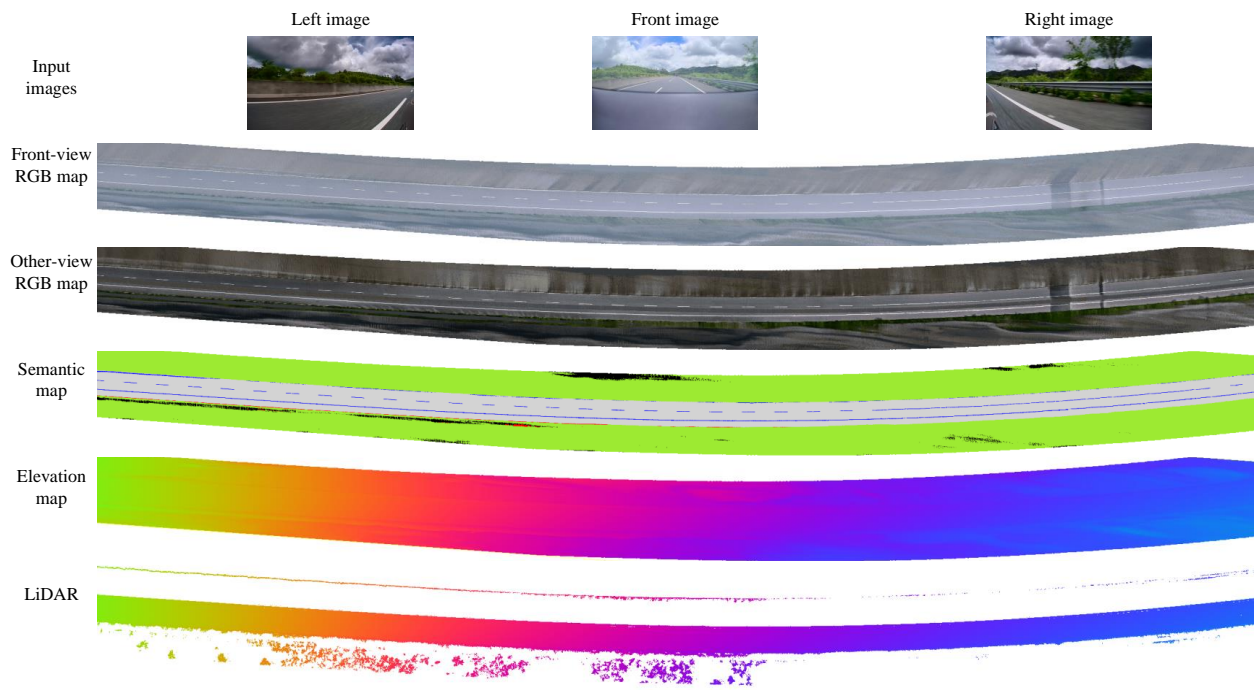 Left image
Front image
Right image
Input
images
Front-view
RGB map
Other-view
RGB map
Semantic
map
Elevation
map
LiDAR